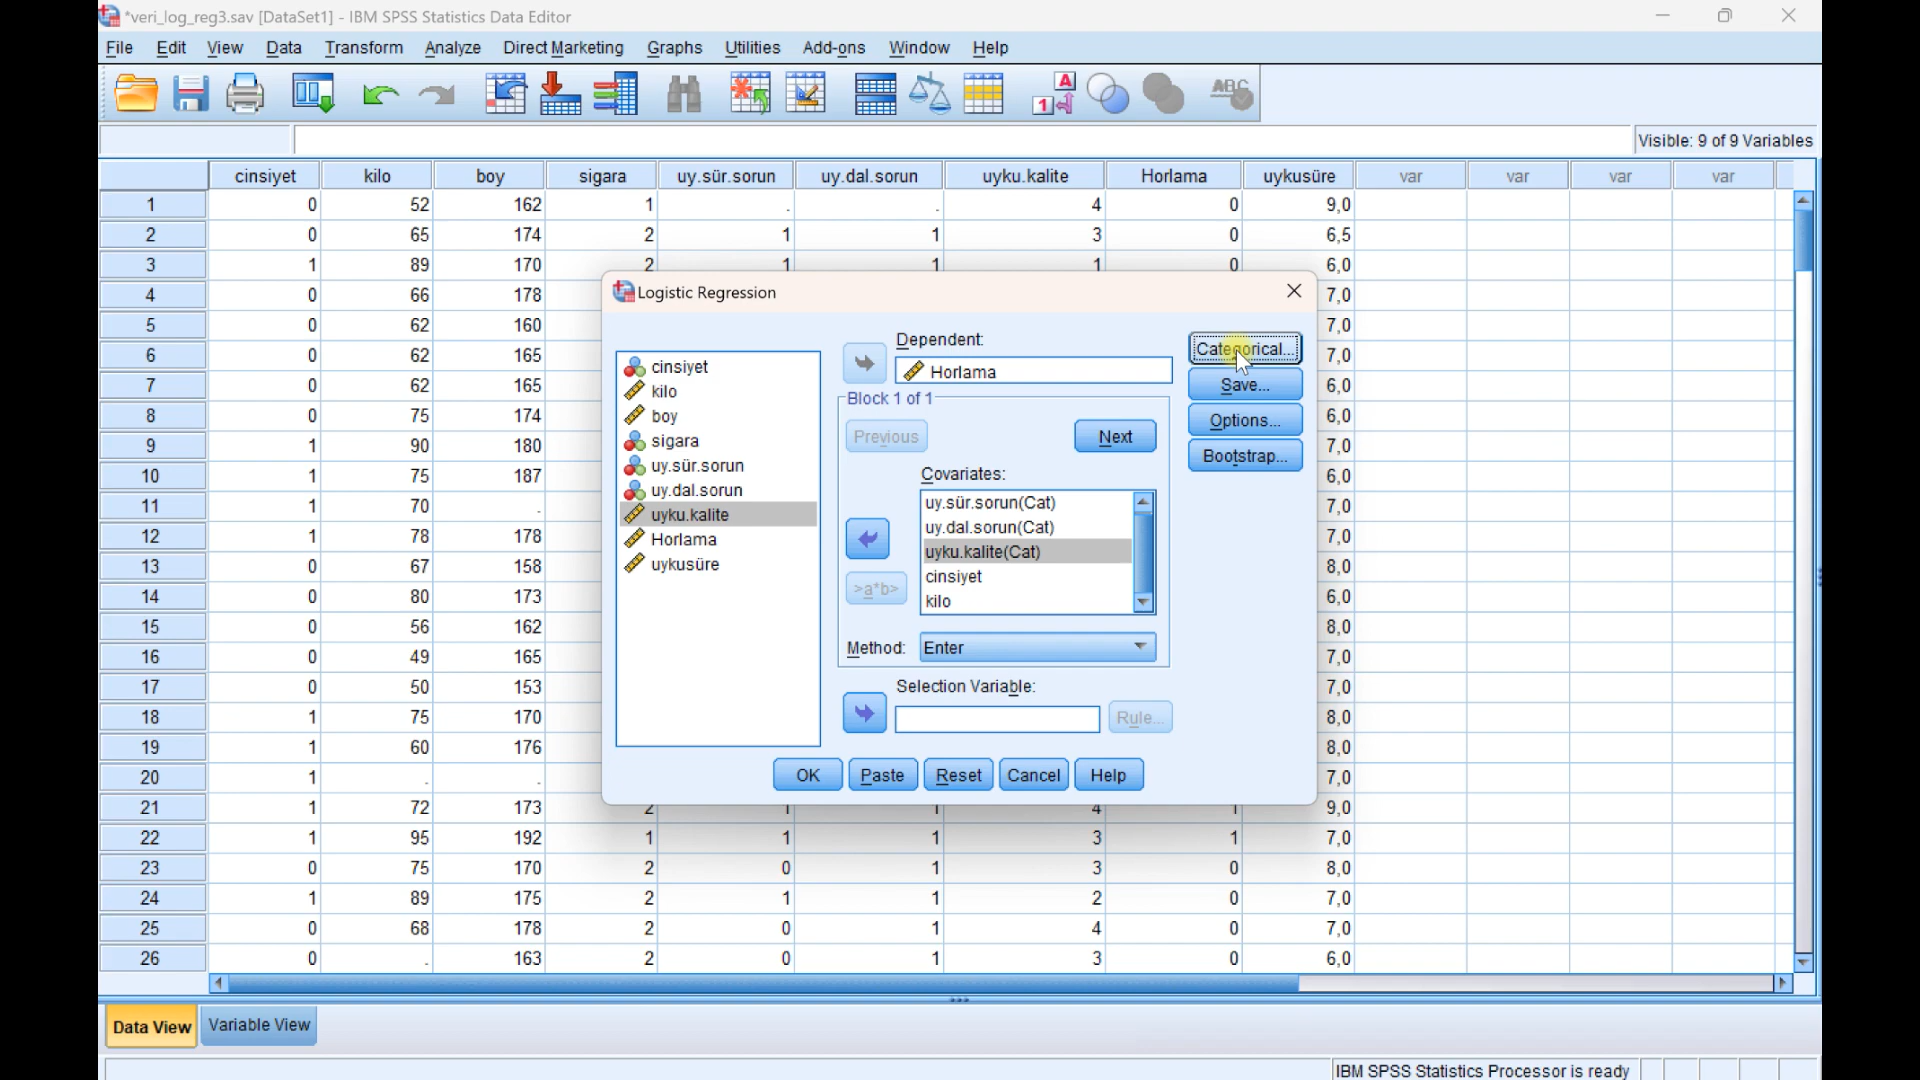 *veri_log_reg3.sav [DataSet1] - IBM SPSS Statistics Data Editor
File Edit View Data Transform Analyze Direct Marketing Graphs Utilities Add-ons Window Help
Visible: 9 of 9 Variables
cinsiyet kilo boy sigara uy.sür.sorun uy.dal.sorun uyku.kalite Horlama uykusüre var var var var
1 0 52 162 1 . . 4 0 9,0
2 0 65 174 2 1 1 3 0 6,5
3 1 89 170 2 1 1 1 0 6,0
4 0 66 178 7,0
5 0 62 160 7,0
6 0 62 165 7,0
7 0 62 165 6,0
8 0 75 174 6,0
9 1 90 180 7,0
10 1 75 187 6,0
11 1 70 . 7,0
12 1 78 178 7,0
13 0 67 158 8,0
14 0 80 173 6,0
15 0 56 162 8,0
16 0 49 165 7,0
17 0 50 153 7,0
18 1 75 170 8,0
19 1 60 176 8,0
20 1 . . 7,0
21 1 72 173 2 1 1 4 1 9,0
22 1 95 192 1 1 1 3 1 7,0
23 0 75 170 2 0 1 3 0 8,0
24 1 89 175 2 1 1 2 0 7,0
25 0 68 178 2 0 1 4 0 7,0
26 0 . 163 2 0 1 3 0 6,0
Logistic Regression
cinsiyet
kilo
boy
sigara
uy.sür.sorun
uy.dal.sorun
uyku.kalite
Horlama
uykusüre
Dependent:
Horlama
Block 1 of 1
Previous Next
Covariates:
uy.sür.sorun(Cat)
uy.dal.sorun(Cat)
uyku.kalite(Cat)
cinsiyet
kilo
>a*b>
Method: Enter
Selection Variable:
Rule...
Categorical...
Save...
Options...
Bootstrap...
OK Paste Reset Cancel Help
Data View Variable View
IBM SPSS Statistics Processor is ready